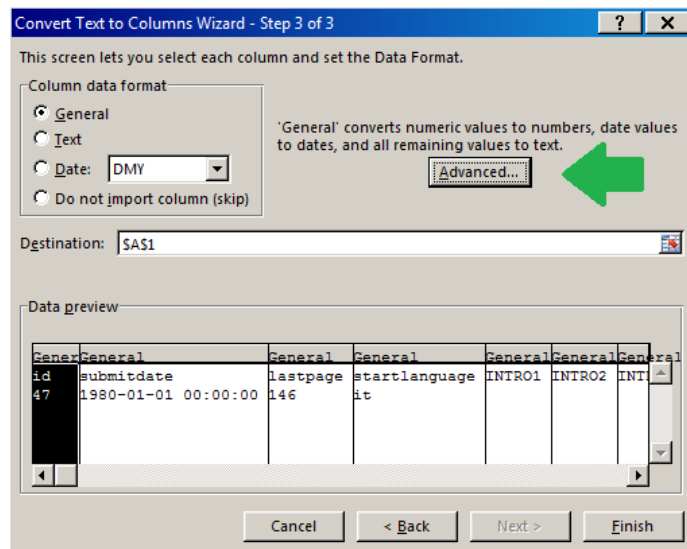 Convert Text to Columns Wizard - Step 3 of 3
This screen lets you select each column and set the Data Format.
Column data format
General
Text
Date: DMY
Do not import column (skip)
'General' converts numeric values to numbers, date values
to dates, and all remaining values to text.
Advanced...
Destination: $A$1
Data preview
Gener General General General General General General
id submitdate lastpage startlanguage INTRO1 INTRO2 INT
47 1980-01-01 00:00:00 146 it
Cancel < Back Next > Finish